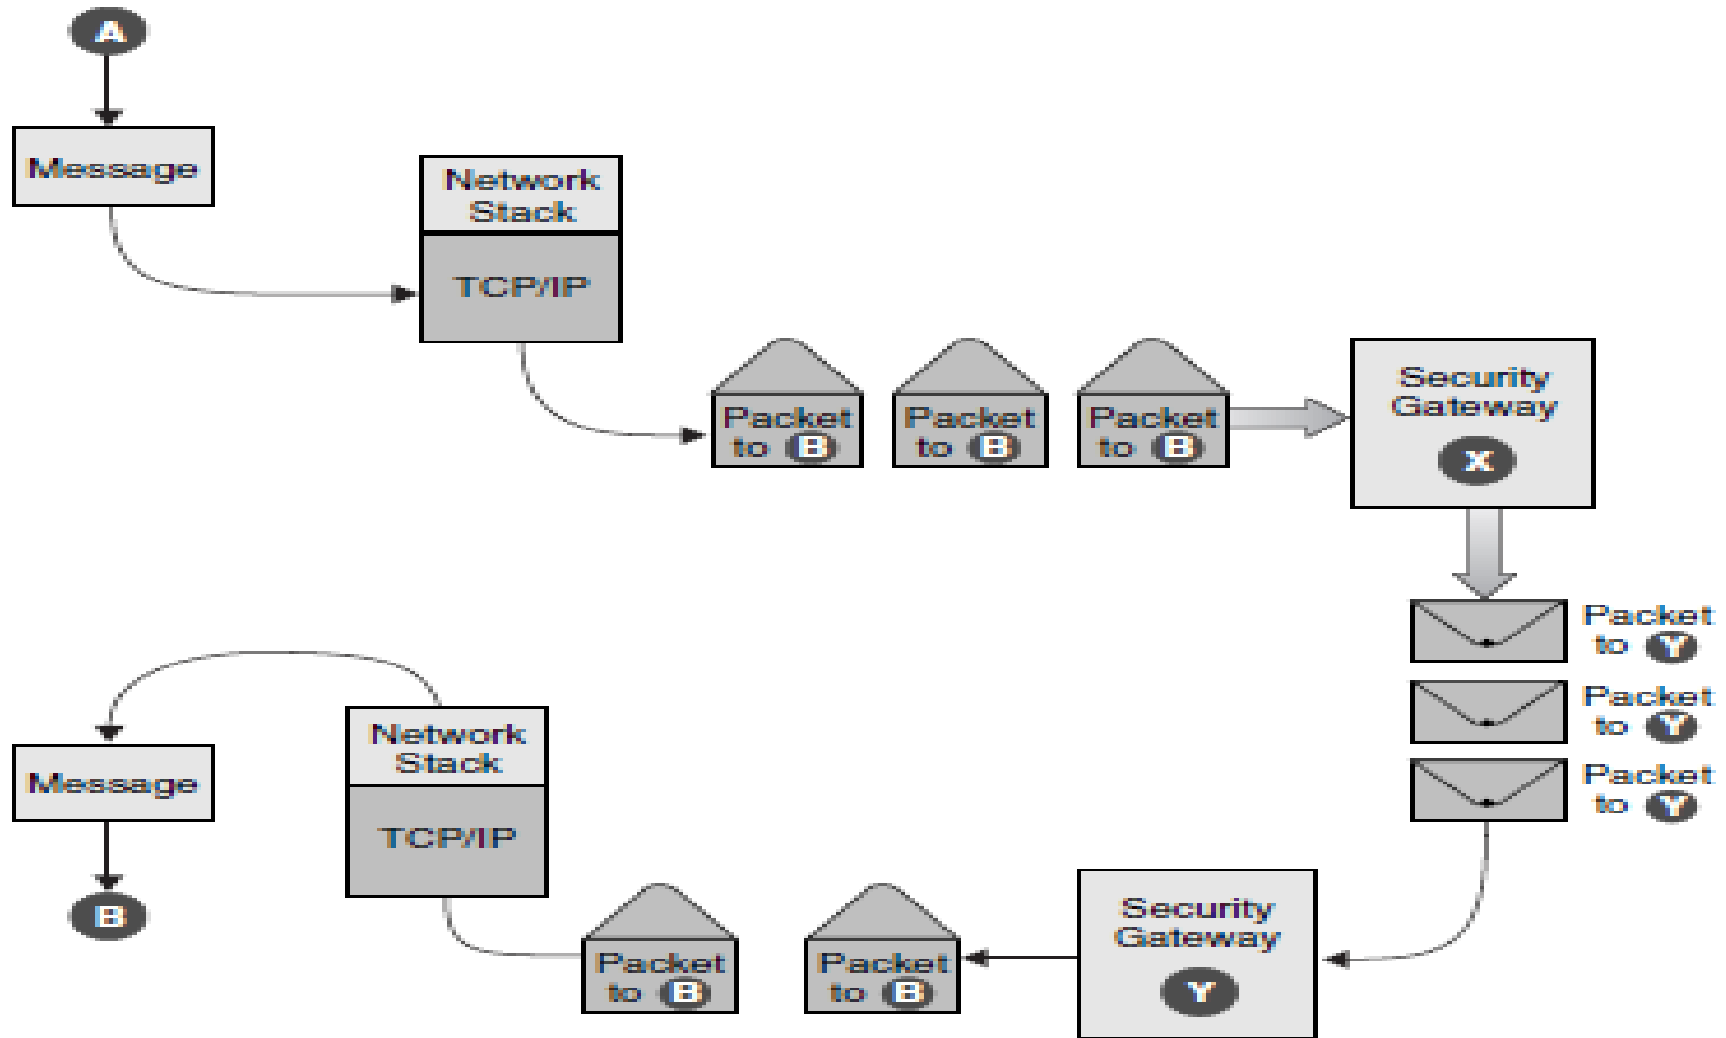 A
Message
Network
Stack
TCP/IP
Packet
to B
Packet
to B
Packet
to B
Security
Gateway
X
Packet
to Y
Packet
to Y
Packet
to Y
Security
Gateway
Y
Packet
to B
Packet
to B
Network
Stack
TCP/IP
Message
B